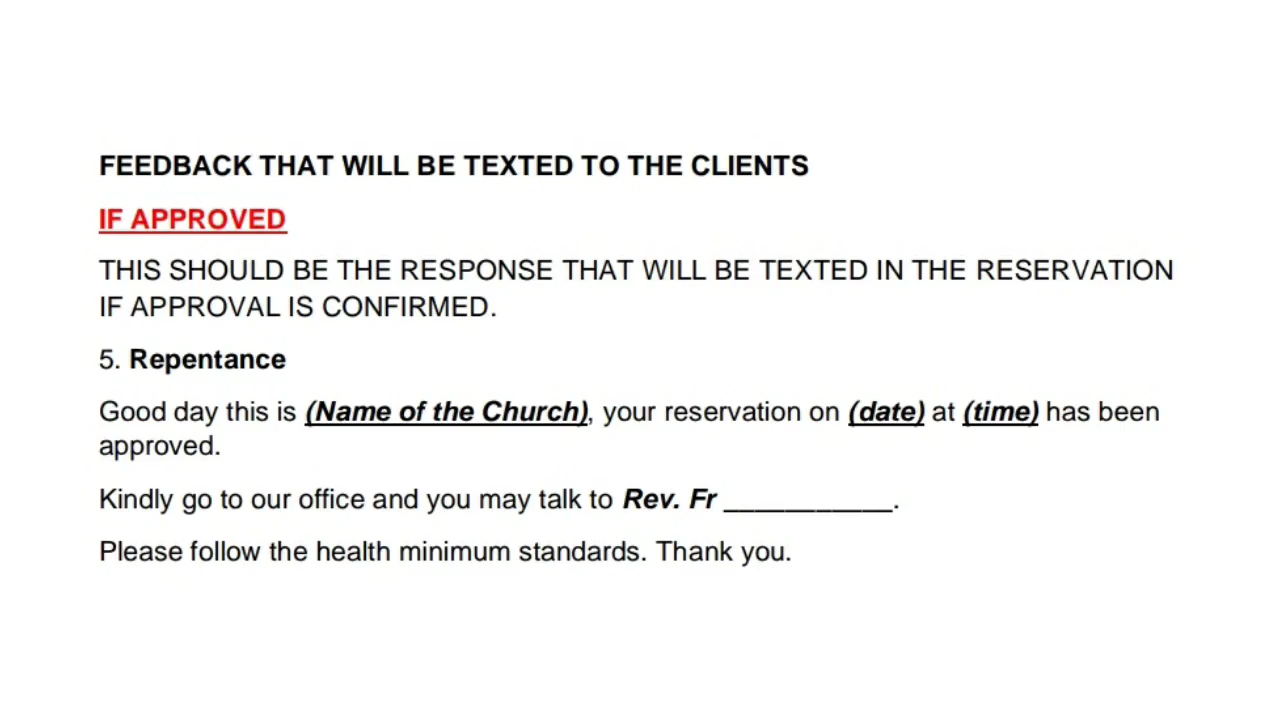 FEEDBACK THAT WILL BE TEXTED TO THE CLIENTS
IF APPROVED
THIS SHOULD BE THE RESPONSE THAT WILL BE TEXTED IN THE RESERVATION
IF APPROVAL IS CONFIRMED.
5. Repentance
Good day this is (Name of the Church), your reservation on (date) at (time) has been
approved.
Kindly go to our office and you may talk to Rev. Fr ___________.
Please follow the health minimum standards. Thank you.